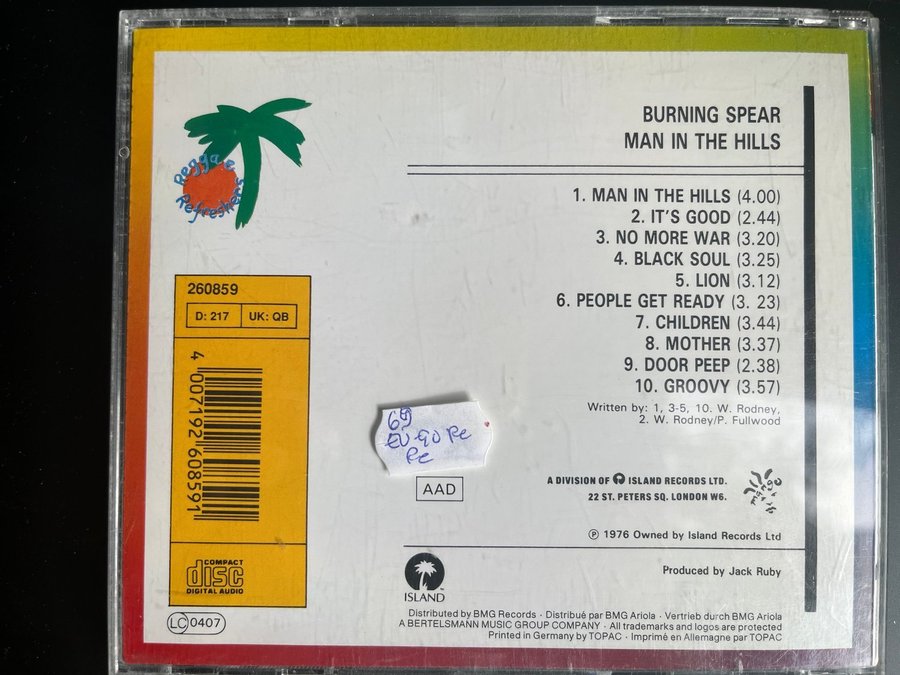 BURNING SPEAR
MAN IN THE HILLS
Reggae
Refreshers
1. MAN IN THE HILLS (4.00)
2. IT'S GOOD (2.44)
3. NO MORE WAR (3.20)
4. BLACK SOUL (3.25)
5. LION (3.12)
6. PEOPLE GET READY (3. 23)
7. CHILDREN (3.44)
8. MOTHER (3.37)
9. DOOR PEEP (2.38)
10. GROOVY (3.57)
Written by: 1, 3-5, 10. W. Rodney,
2. W. Rodney/P. Fullwood
260859
D: 217 UK: QB
4 007192 608591
COMPACT
disc
DIGITAL AUDIO
LC 0407
69
EU 90 Re
Re
AAD
A DIVISION OF ISLAND RECORDS LTD.
22 ST. PETERS SQ. LONDON W6.
mango
℗ 1976 Owned by Island Records Ltd
Produced by Jack Ruby
ISLAND
Distributed by BMG Records · Distribué par BMG Ariola · Vertrieb durch BMG Ariola
A BERTELSMANN MUSIC GROUP COMPANY · All trademarks and logos are protected
Printed in Germany by TOPAC · Imprimé en Allemagne par TOPAC